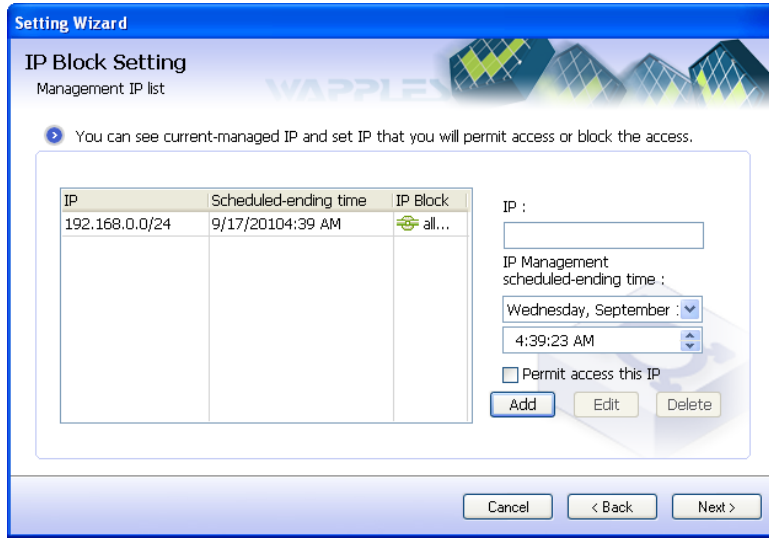 Setting Wizard
IP Block Setting
Management IP list
WAPPLES
You can see current-managed IP and set IP that you will permit access or block the access.
IP Scheduled-ending time IP Block
192.168.0.0/24 9/17/20104:39 AM all...
IP :
IP Management
scheduled-ending time :
Wednesday, September
4:39:23 AM
Permit access this IP
Add Edit Delete
Cancel < Back Next >